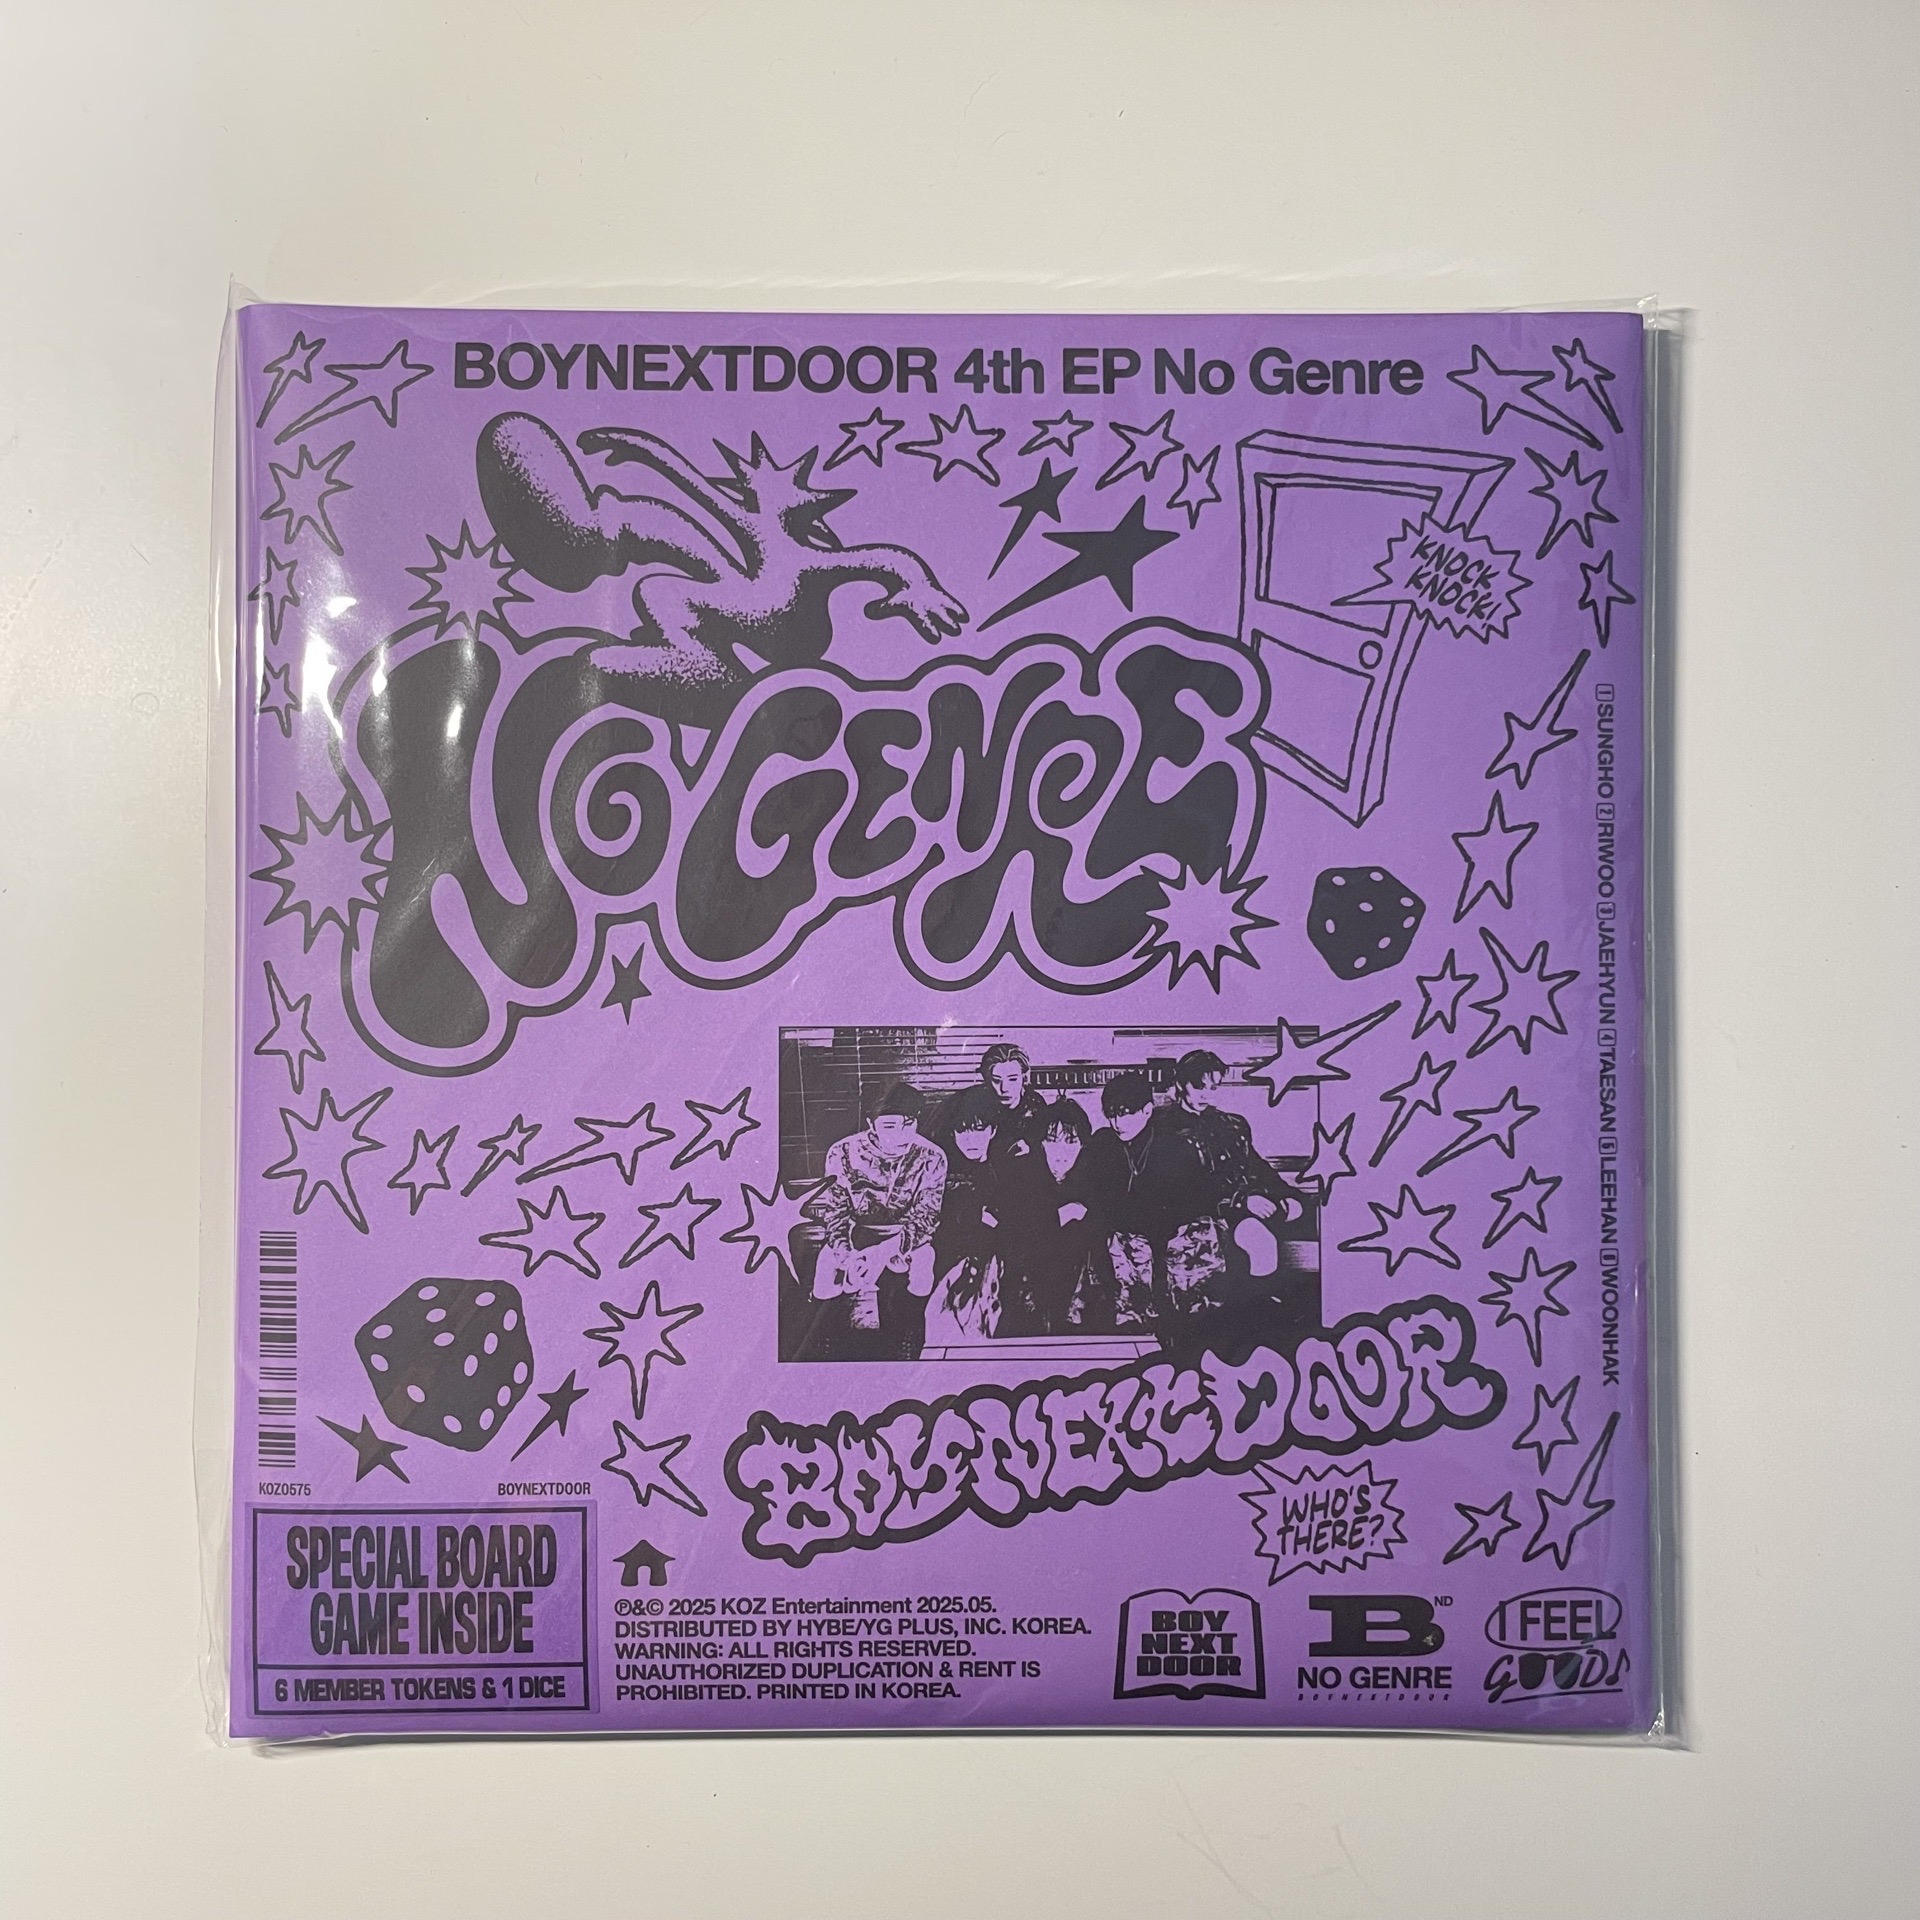 BOYNEXTDOOR 4th EP No Genre
KNOCK
KNOCK!
NO GENRE
1 SUNGHO 2 RIWOO 3 JAEHYUN 4 TAESAN 5 LEEHAN 6 WOONHAK
BOYNEXTDOOR
WHO'S
THERE?
KOZ0575
BOYNEXTDOOR
SPECIAL BOARD
GAME INSIDE
6 MEMBER TOKENS & 1 DICE
℗&© 2025 KOZ Entertainment 2025.05.
DISTRIBUTED BY HYBE/YG PLUS, INC. KOREA.
WARNING: ALL RIGHTS RESERVED.
UNAUTHORIZED DUPLICATION & RENT IS
PROHIBITED. PRINTED IN KOREA.
BOY
NEXT
DOOR
B ND
NO GENRE
BOYNEXTDOOR
I FEEL
GOOD♪